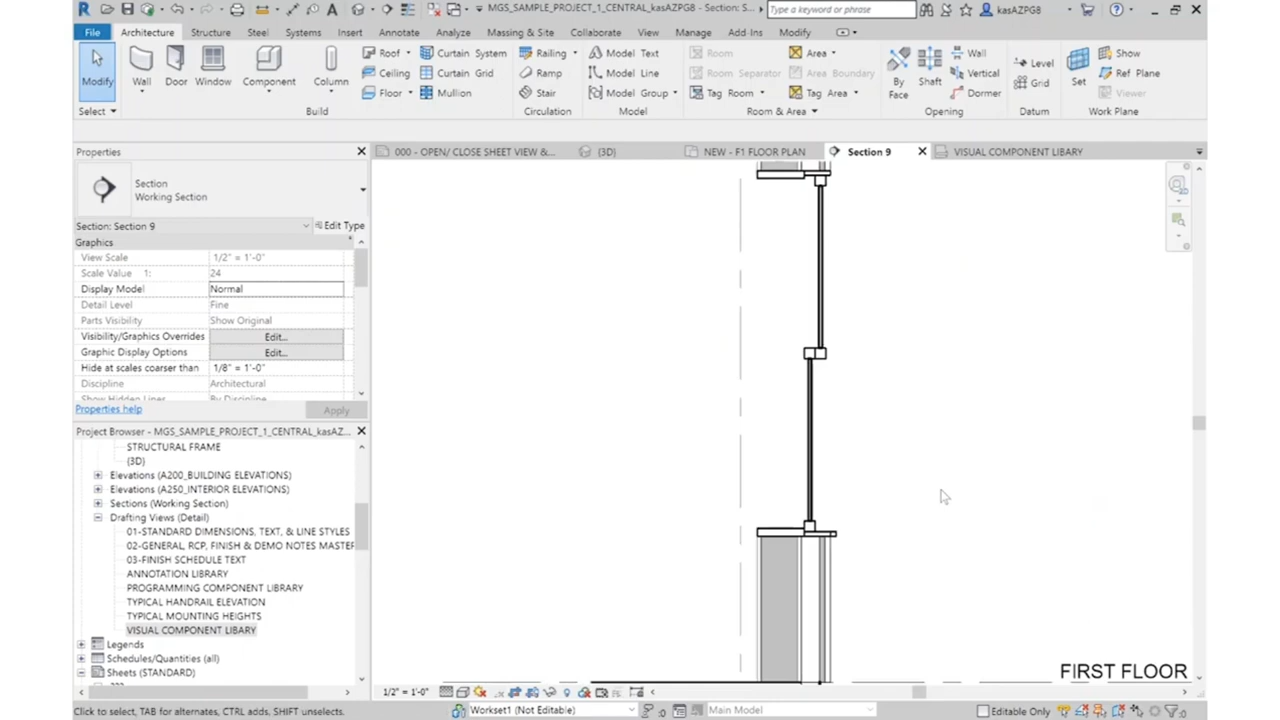 MGS_SAMPLE_PROJECT_1_CENTRAL_kasAZPG8 - Section: S...
Type a keyword or phrase
kasAZPG8
File Architecture Structure Steel Systems Insert Annotate Analyze Massing & Site Collaborate View Manage Add-Ins Modify
Modify
Wall
Door
Window
Component
Column
Roof
Ceiling
Floor
Curtain System
Curtain Grid
Mullion
Railing
Ramp
Stair
Model Text
Model Line
Model Group
Room
Room Separator
Tag Room
Area
Area Boundary
Tag Area
By Face
Shaft
Wall
Vertical
Dormer
Level
Grid
Set
Show
Ref Plane
Viewer
Select Build Circulation Model Room & Area Opening Datum Work Plane
Properties
000 - OPEN/ CLOSE SHEET VIEW &... {3D} NEW - F1 FLOOR PLAN Section 9 VISUAL COMPONENT LIBRARY
Section
Working Section
Section: Section 9 Edit Type
Graphics
View Scale 1/2" = 1'-0"
Scale Value 1: 24
Display Model Normal
Detail Level Fine
Parts Visibility Show Original
Visibility/Graphics Overrides Edit...
Graphic Display Options Edit...
Hide at scales coarser than 1/8" = 1'-0"
Discipline Architectural
Show Hidden Lines By Discipline
Properties help Apply
Project Browser - MGS_SAMPLE_PROJECT_1_CENTRAL_kasAZ...
STRUCTURAL FRAME
{3D}
Elevations (A200_BUILDING ELEVATIONS)
Elevations (A250_INTERIOR ELEVATIONS)
Sections (Working Section)
Drafting Views (Detail)
01-STANDARD DIMENSIONS, TEXT, & LINE STYLES
02-GENERAL, RCP, FINISH & DEMO NOTES MASTER
03-FINISH SCHEDULE TEXT
ANNOTATION LIBRARY
PROGRAMMING COMPONENT LIBRARY
TYPICAL HANDRAIL ELEVATION
TYPICAL MOUNTING HEIGHTS
VISUAL COMPONENT LIBARY
Legends
Schedules/Quantities (all)
Sheets (STANDARD)
FIRST FLOOR
1/2" = 1'-0"
Click to select, TAB for alternates, CTRL adds, SHIFT unselects.
Workset1 (Not Editable)
:0
Main Model
Editable Only
:0